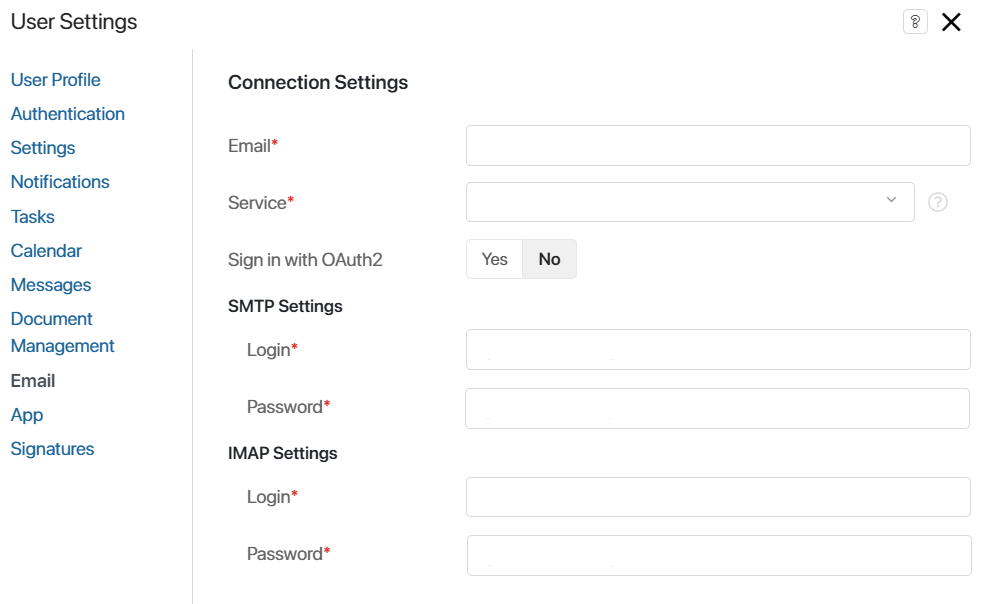 User Settings
?
User Profile
Authentication
Settings
Notifications
Tasks
Calendar
Messages
Document
Management
Email
App
Signatures
Connection Settings
Email*
Service*
?
Sign in with OAuth2
Yes No
SMTP Settings
Login*
Password*
IMAP Settings
Login*
Password*